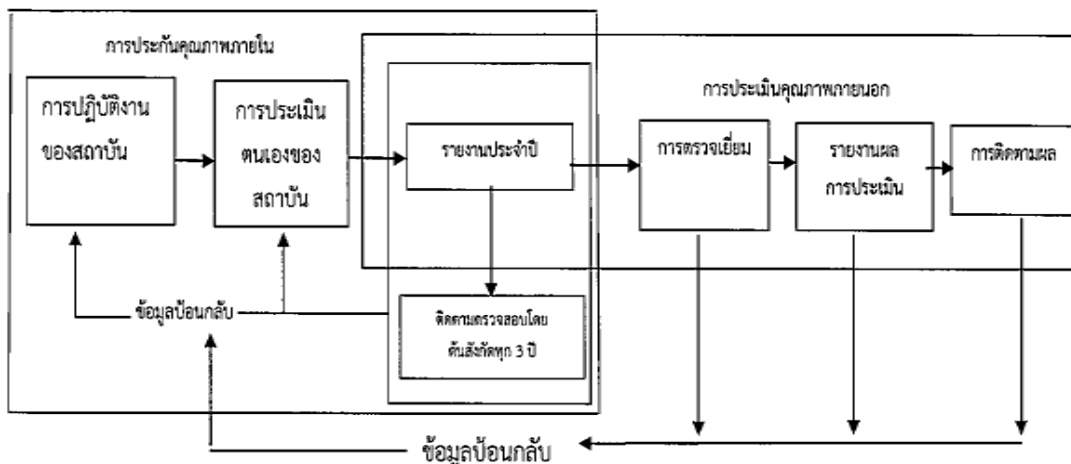 การประกันคุณภาพภายใน
การปฏิบัติงาน
ของสถาบัน
การประเมิน
ตนเองของ
สถาบัน
รายงานประจำปี
ติดตามตรวจสอบโดย
ต้นสังกัดทุก 3 ปี
ข้อมูลป้อนกลับ
การประเมินคุณภาพภายนอก
การตรวจเยี่ยม
รายงานผล
การประเมิน
การติดตามผล
ข้อมูลป้อนกลับ